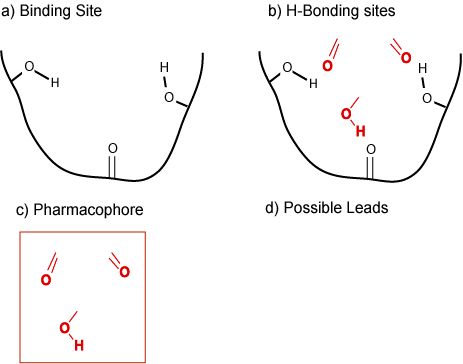 a) Binding Site
b) H-Bonding sites
O
H
H
O
O
O
O
O
H
O
H
H
O
O
c) Pharmacophore
d) Possible Leads
O
O
O
H